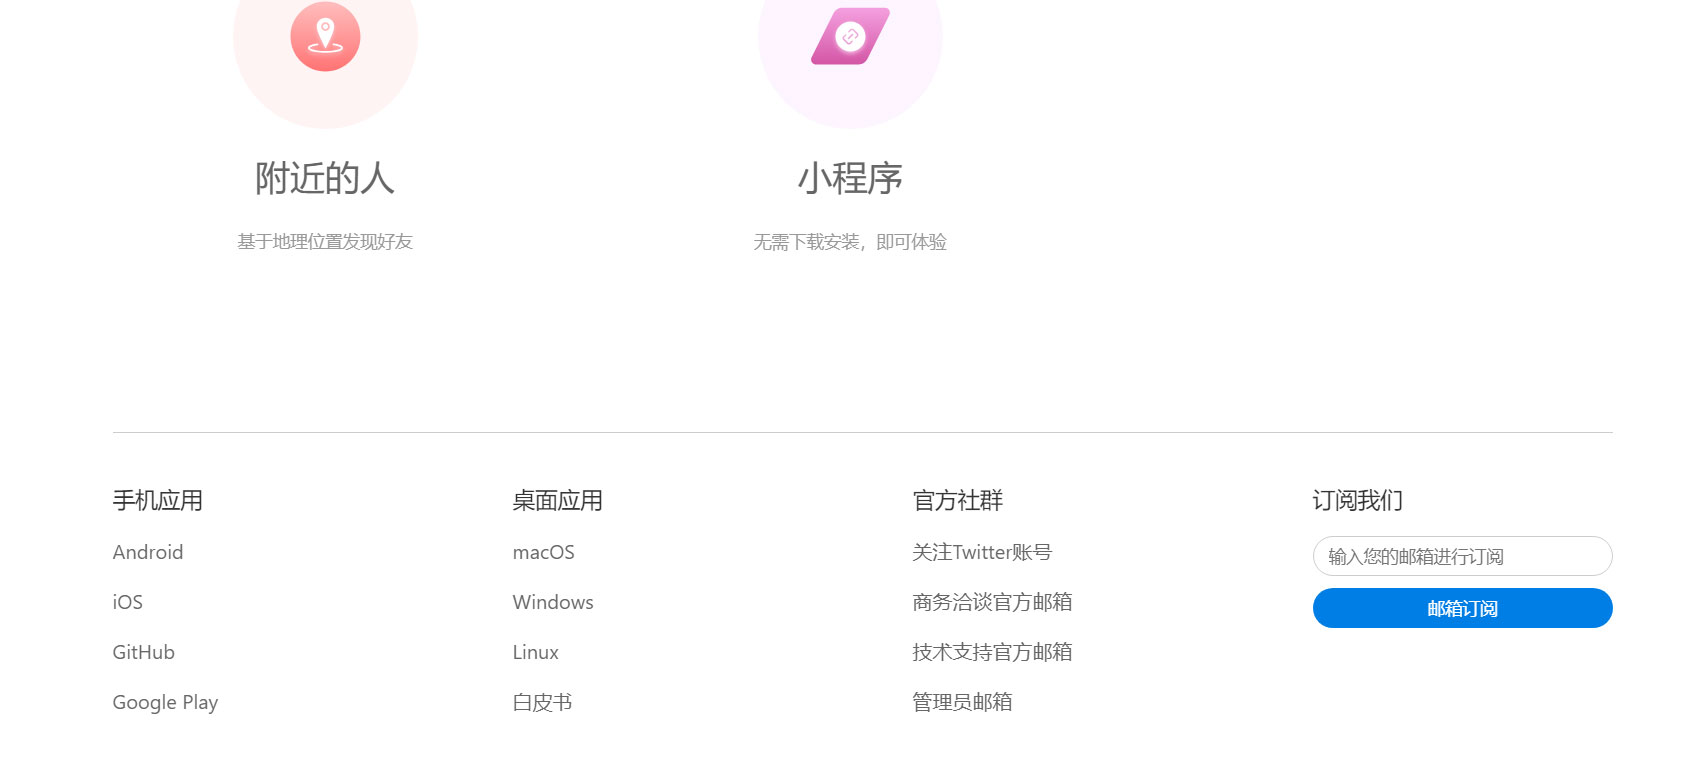 附近的人
小程序
基于地理位置发现好友
无需下载安装，即可体验
手机应用
Android
iOS
GitHub
Google Play
桌面应用
macOS
Windows
Linux
白皮书
官方社群
关注Twitter账号
商务洽谈官方邮箱
技术支持官方邮箱
管理员邮箱
订阅我们
输入您的邮箱进行订阅
邮箱订阅